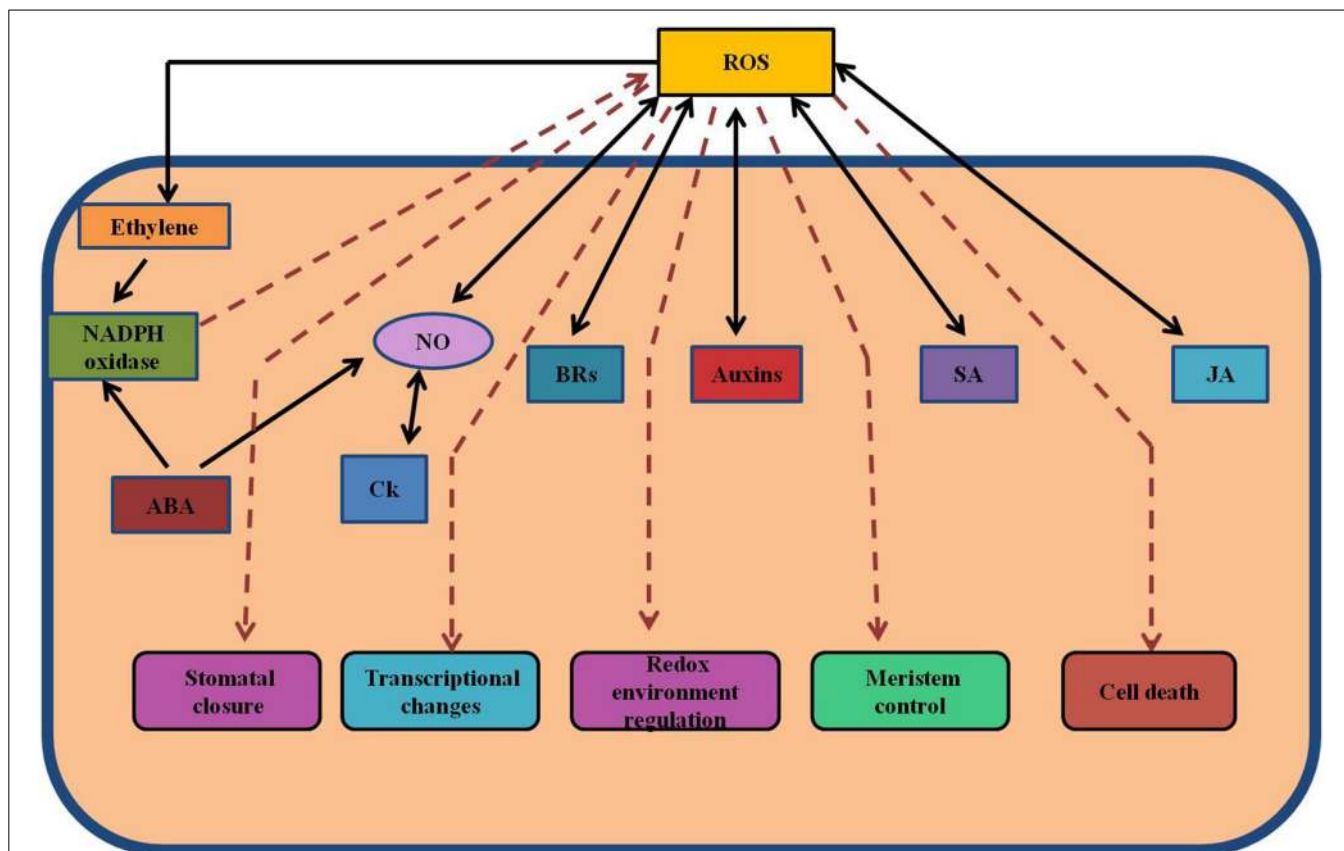 ROS
Ethylene
NADPH
oxidase
NO
BRs
Auxins
SA
JA
ABA
Ck
Stomatal
closure
Transcriptional
changes
Redox
environment
regulation
Meristem
control
Cell death